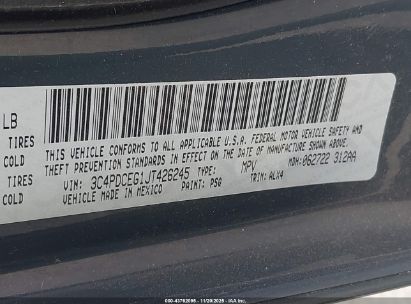 LB
TIRES
COLD
TIRES
COLD
THIS VEHICLE CONFORMS TO ALL APPLICABLE U.S.A. FEDERAL MOTOR VEHICLE SAFETY AND
THEFT PREVENTION STANDARDS IN EFFECT ON THE DATE OF MANUFACTURE SHOWN ABOVE.
VIN: 3C4PDCEG1JT426245 TYPE: MPV MDH: 062722 312AA
VEHICLE MADE IN MEXICO PAINT: PSQ TRIM: ALX4